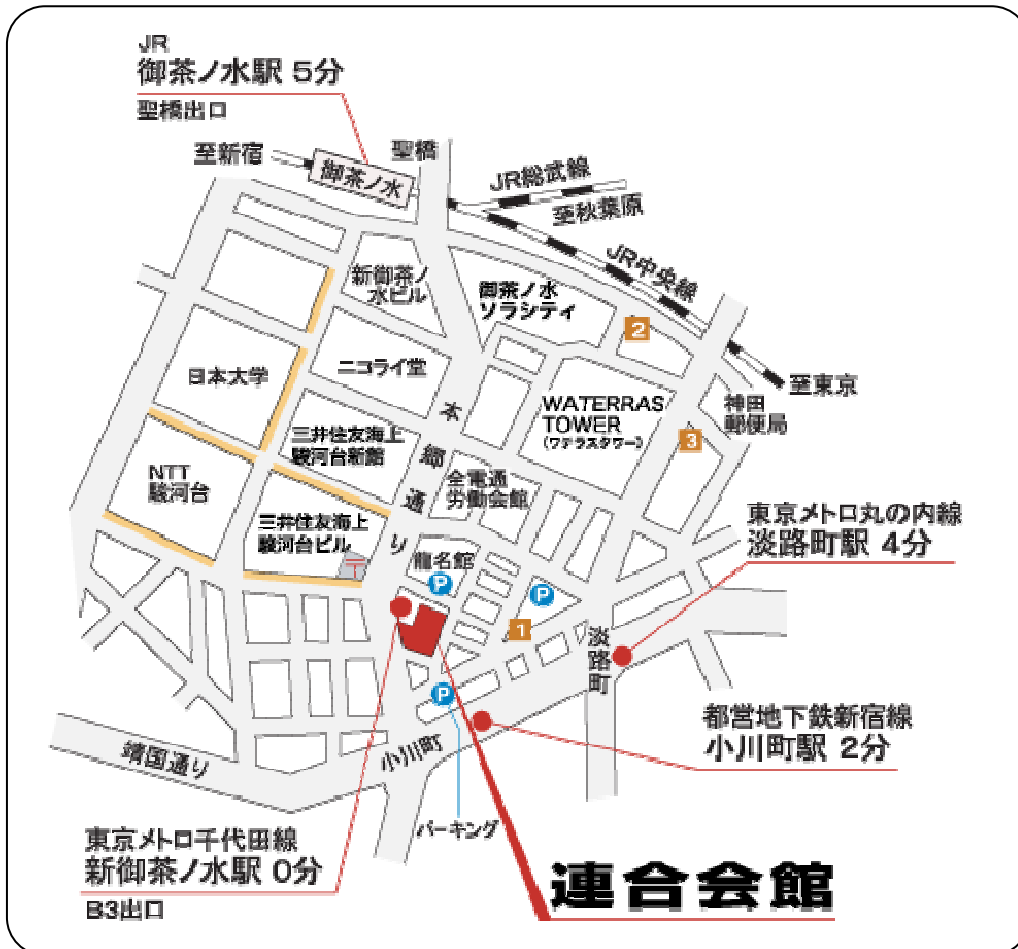 JR
御茶ノ水駅 5分
聖橋出口
至新宿
御茶ノ水
聖橋
JR総武線
至秋葉原
JR中央線
至東京
新御茶ノ
水ビル
御茶ノ水
ソラシティ
2
日本大学
ニコライ堂
本郷通り
WATERRAS
TOWER
(ワテラスタワー)
神田
郵便局
3
三井住友海上
駿河台新館
NTT
駿河台
全電通
労働会館
三井住友海上
駿河台ビル
〒
龍名館
P
P
1
東京メトロ丸の内線
淡路町駅 4分
淡路町
P
都営地下鉄新宿線
小川町駅 2分
小川町
靖国通り
パーキング
東京メトロ千代田線
新御茶ノ水駅 0分
B3出口
連合会館